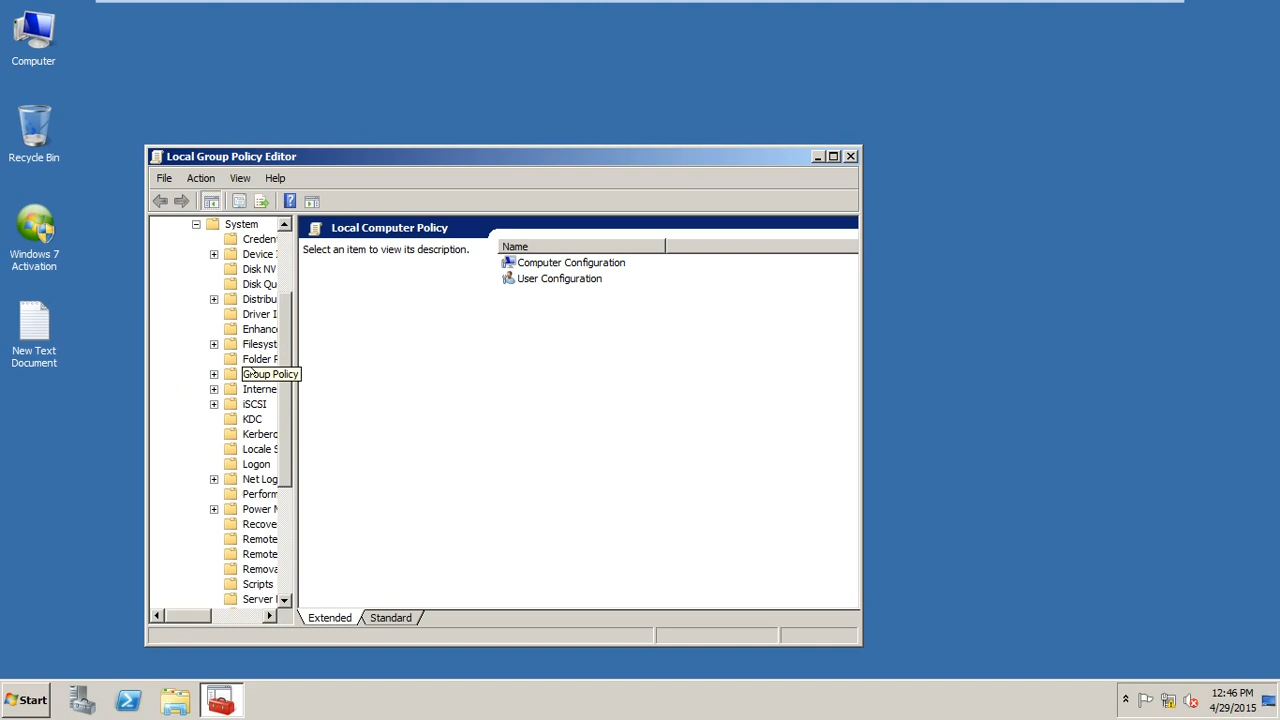 Computer
Recycle Bin
Windows 7
Activation
New Text
Document
Local Group Policy Editor
File Action View Help
System
Creden
Device I
Disk NV
Disk Qu
Distribu
Driver I
Enhance
Filesyst
Folder R
Group Policy
Interne
iSCSI
KDC
Kerbero
Locale S
Logon
Net Log
Perform
Power M
Recove
Remote
Remote
Remova
Scripts
Server
Local Computer Policy
Select an item to view its description.
Name
Computer Configuration
User Configuration
Extended Standard
Start
12:46 PM
4/29/2015